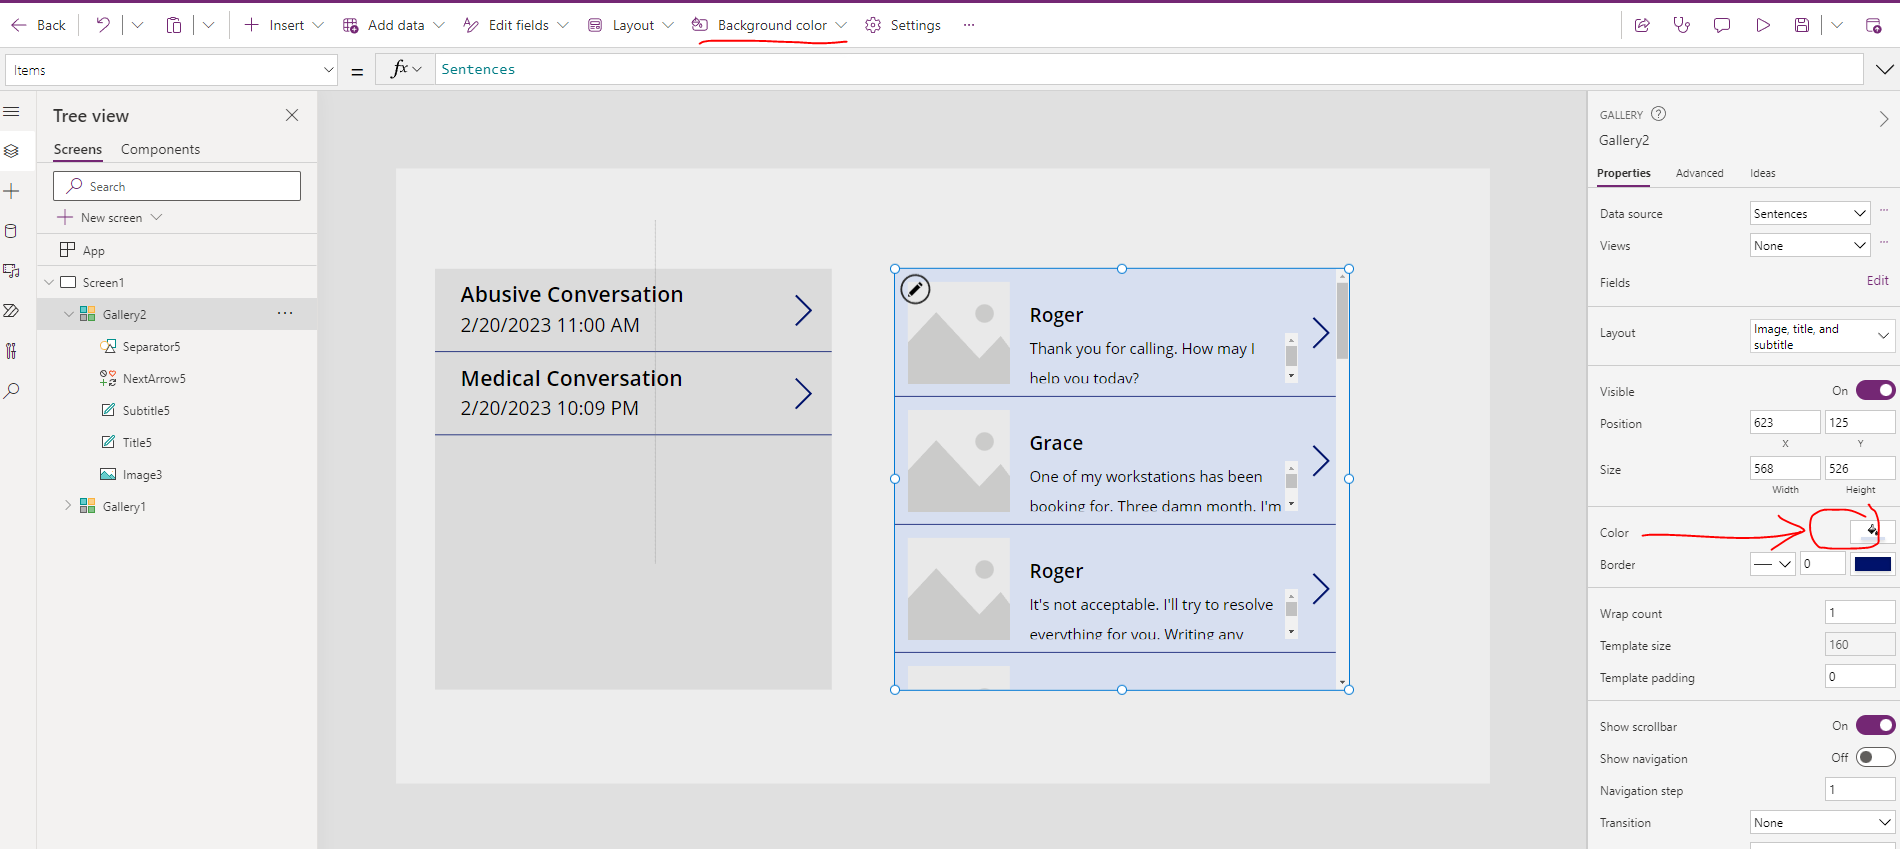 Back
Insert
Add data
Edit fields
Layout
Background color
Settings
...
Items
=
fx
Sentences
Tree view
Screens
Components
Search
New screen
App
Screen1
Gallery2
...
Separator5
NextArrow5
Subtitle5
Title5
Image3
Gallery1
Abusive Conversation
2/20/2023 11:00 AM
Medical Conversation
2/20/2023 10:09 PM
Roger
Thank you for calling. How may I
help you today?
Grace
One of my workstations has been
booking for. Three damn month. I'm
Roger
It's not acceptable. I'll try to resolve
everything for you. Writing any
GALLERY
Gallery2
Properties
Advanced
Ideas
Data source
Sentences
...
Views
None
...
Fields
Edit
Layout
Image, title, and
subtitle
Visible
On
Position
623
125
X
Y
Size
568
526
Width
Height
Color
Border
0
Wrap count
1
Template size
160
Template padding
0
Show scrollbar
On
Show navigation
Off
Navigation step
1
Transition
None